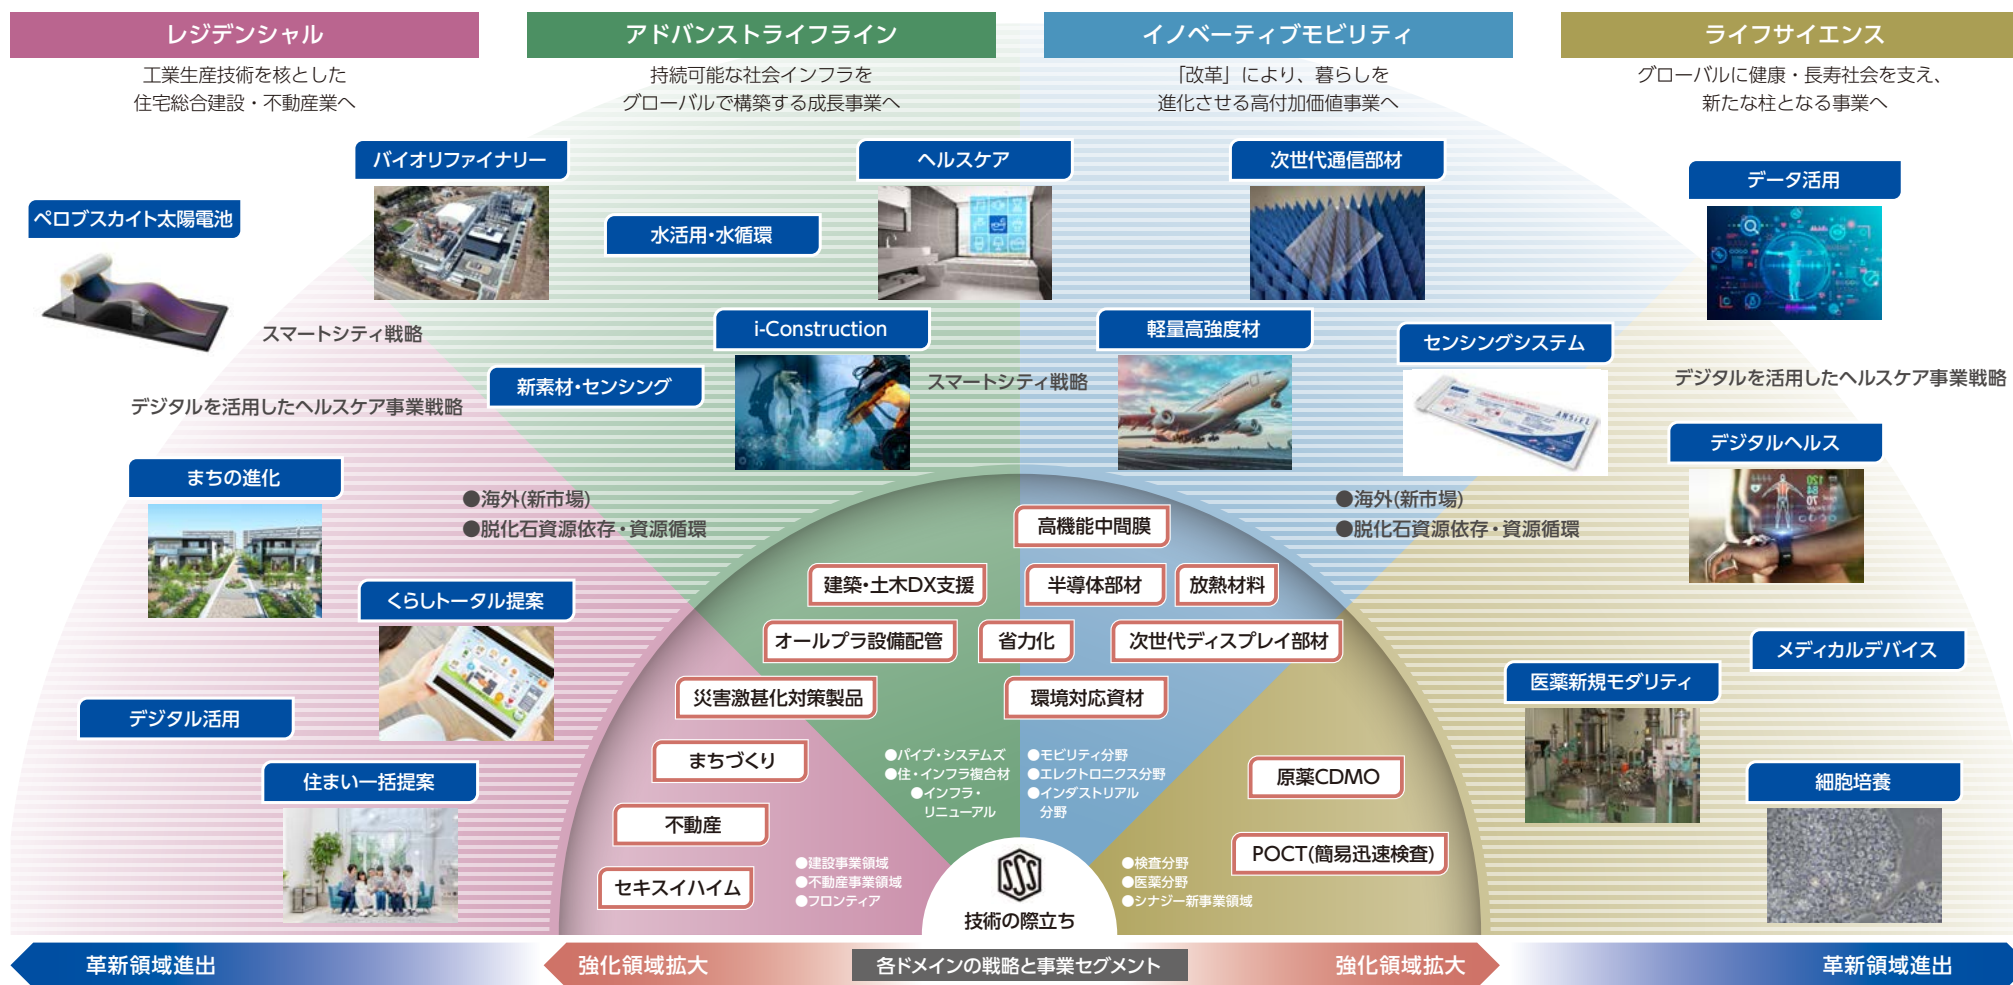 レジデンシャル
工業生産技術を核とした
住宅総合建設・不動産業へ
アドバンストライフライン
持続可能な社会インフラを
グローバルで構築する成長事業へ
イノベーティブモビリティ
「改革」により、暮らしを
進化させる高付加価値事業へ
ライフサイエンス
グローバルに健康・長寿社会を支え、
新たな柱となる事業へ
バイオリファイナリー
ヘルスケア
次世代通信部材
データ活用
ペロブスカイト太陽電池
水活用・水循環
スマートシティ戦略
i-Construction
軽量高強度材
センシングシステム
新素材・センシング
スマートシティ戦略
デジタルを活用したヘルスケア事業戦略
デジタルを活用したヘルスケア事業戦略
デジタルヘルス
まちの進化
●海外(新市場)
●脱化石資源依存・資源循環
●海外(新市場)
●脱化石資源依存・資源循環
高機能中間膜
建築・土木DX支援
半導体部材
放熱材料
くらしトータル提案
オールプラ設備配管
省力化
次世代ディスプレイ部材
メディカルデバイス
医薬新規モダリティ
災害激甚化対策製品
環境対応資材
デジタル活用
まちづくり
●パイプ・システムズ
●住・インフラ複合材
●インフラ・
リニューアル
●モビリティ分野
●エレクトロニクス分野
●インダストリアル
分野
原薬CDMO
住まい一括提案
細胞培養
不動産
POCT(簡易迅速検査)
セキスイハイム
●建設事業領域
●不動産事業領域
●フロンティア
●検査分野
●医薬分野
●シナジー新事業領域
技術の際立ち
革新領域進出
強化領域拡大
各ドメインの戦略と事業セグメント
強化領域拡大
革新領域進出